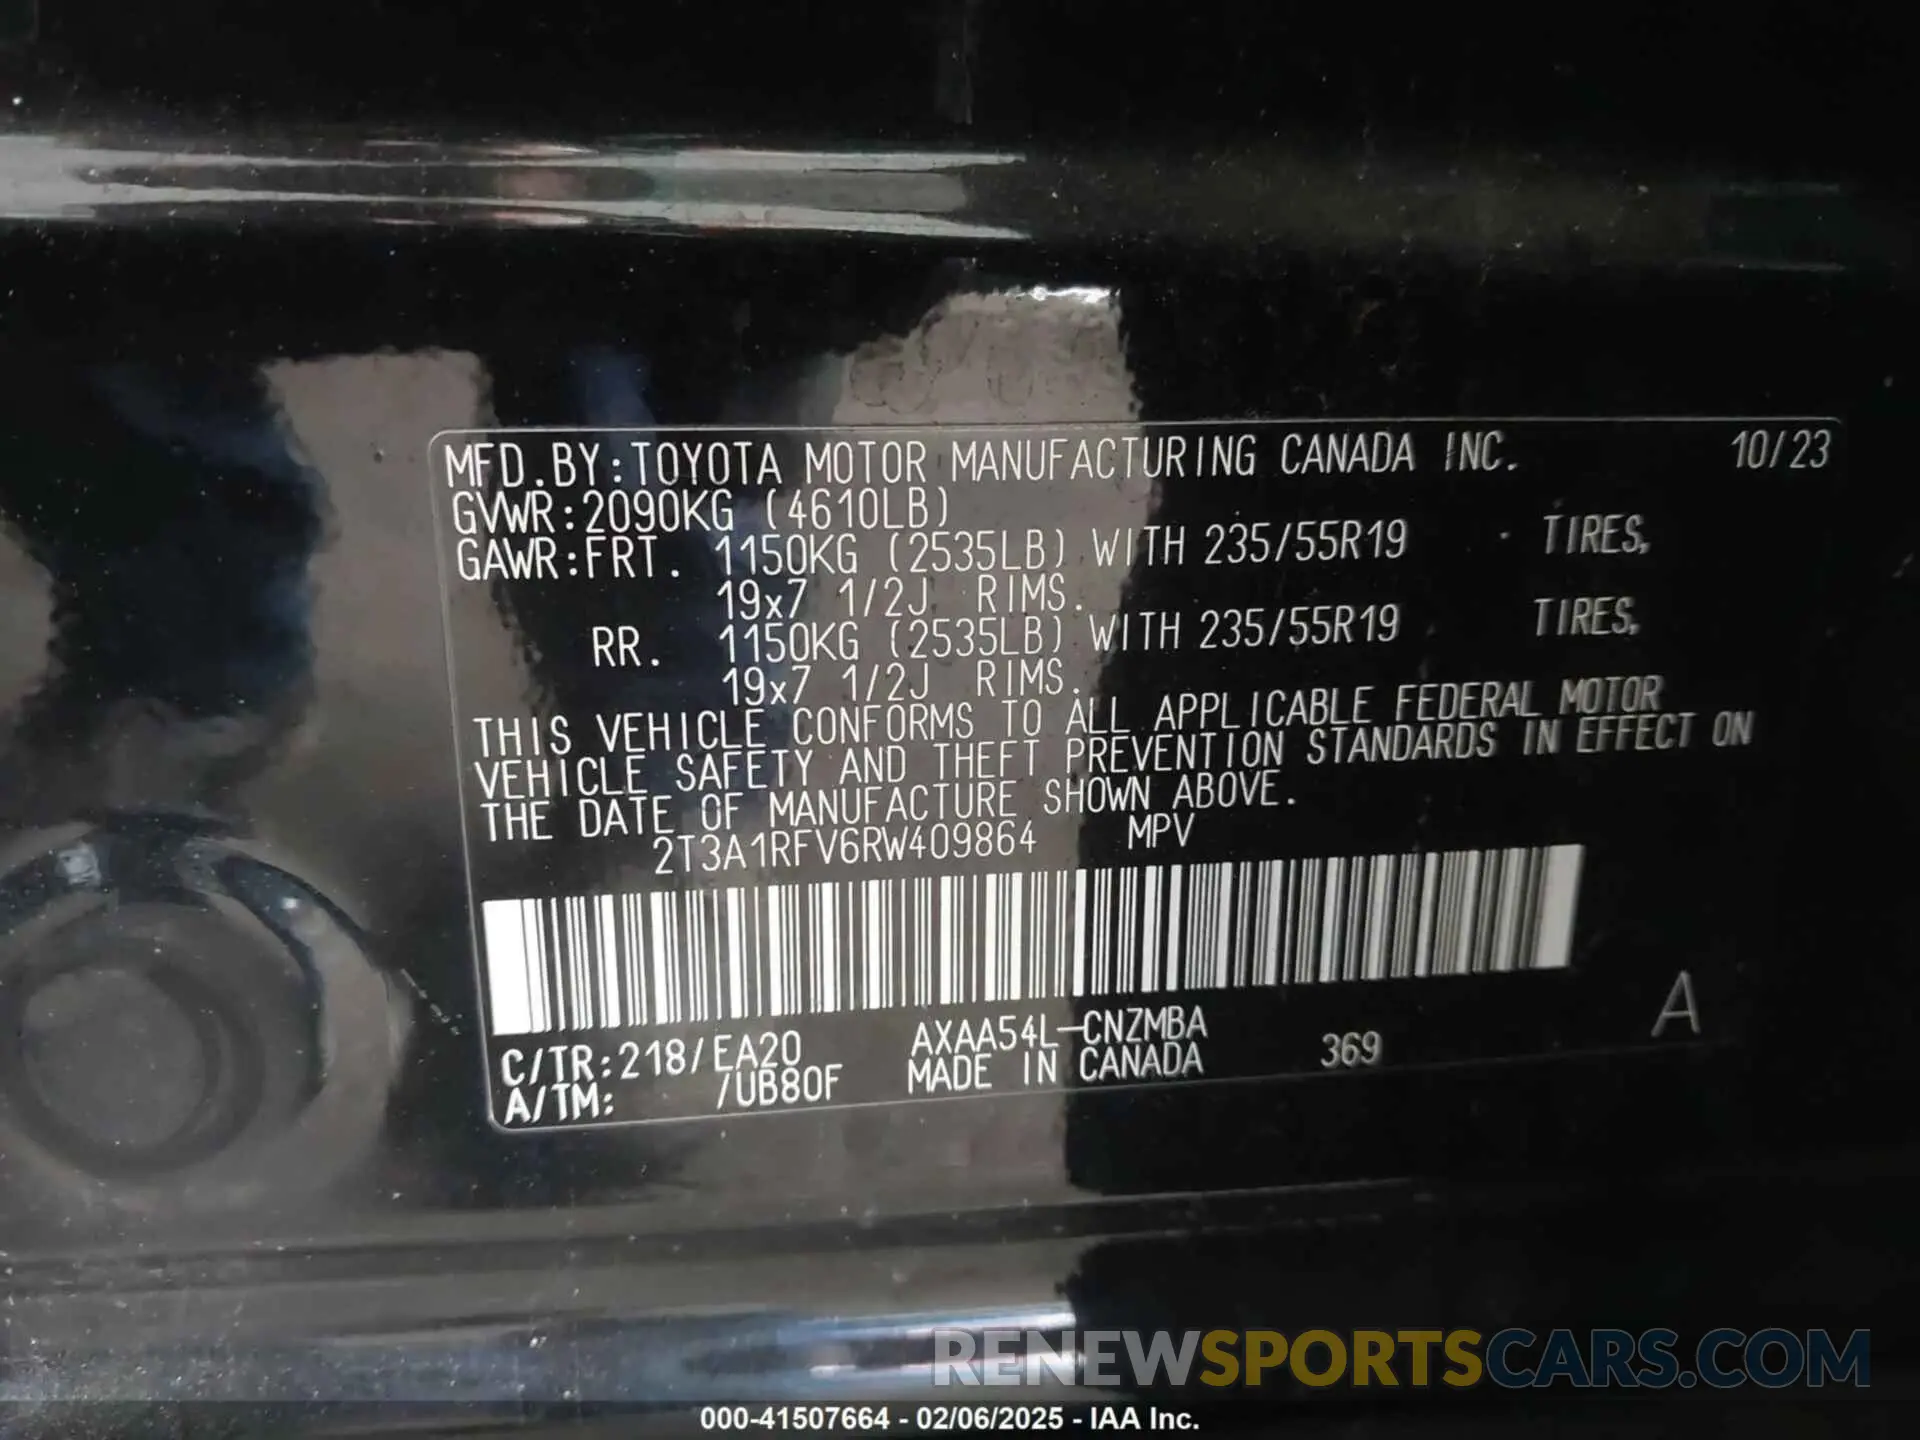 MFD.BY:TOYOTA MOTOR MANUFACTURING CANADA INC. 10/23
GVWR:2090KG (4610LB)
GAWR:FRT. 1150KG (2535LB) WITH 235/55R19 TIRES,
19x7 1/2J RIMS.
RR. 1150KG (2535LB) WITH 235/55R19 TIRES,
19x7 1/2J RIMS.
THIS VEHICLE CONFORMS TO ALL APPLICABLE FEDERAL MOTOR
VEHICLE SAFETY AND THEFT PREVENTION STANDARDS IN EFFECT ON
THE DATE OF MANUFACTURE SHOWN ABOVE.
2T3A1RFV6RW409864 MPV
C/TR:218/EA20 AXAA54L-CNZMBA 369 A
A/TM: /UB80F MADE IN CANADA
RENEWSPORTSCARS.COM
000-41507664 - 02/06/2025 - IAA Inc.